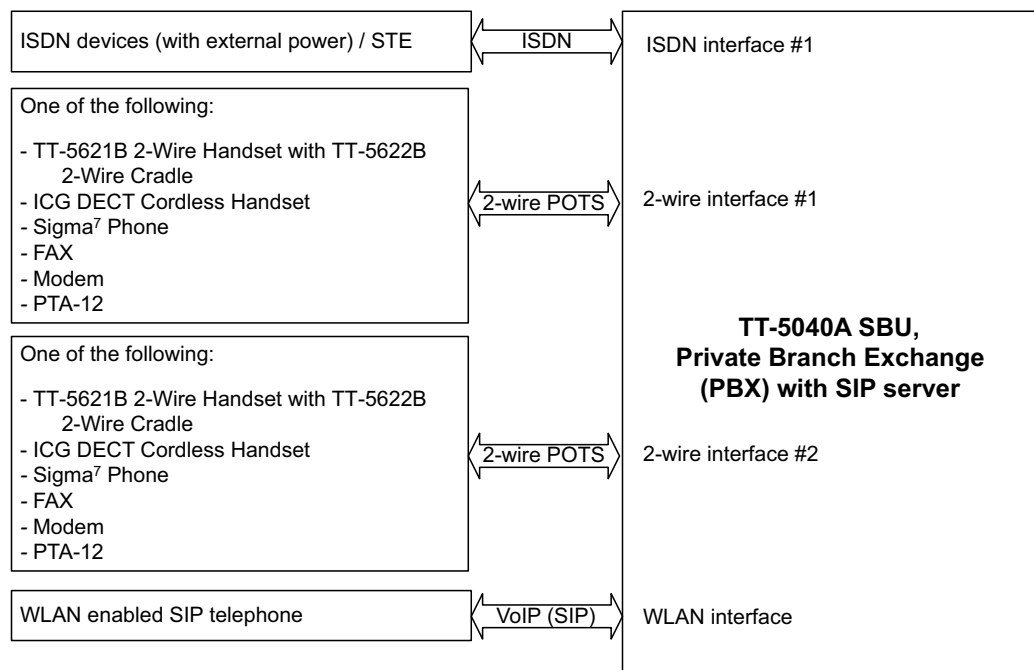 ISDN devices (with external power) / STE
ISDN
ISDN interface #1
One of the following:
- TT-5621B 2-Wire Handset with TT-5622B
2-Wire Cradle
- ICG DECT Cordless Handset
- Sigma⁷ Phone
- FAX
- Modem
- PTA-12
2-wire POTS
2-wire interface #1
TT-5040A SBU,
Private Branch Exchange
(PBX) with SIP server
One of the following:
- TT-5621B 2-Wire Handset with TT-5622B
2-Wire Cradle
- ICG DECT Cordless Handset
- Sigma⁷ Phone
- FAX
- Modem
- PTA-12
2-wire POTS
2-wire interface #2
WLAN enabled SIP telephone
VoIP (SIP)
WLAN interface